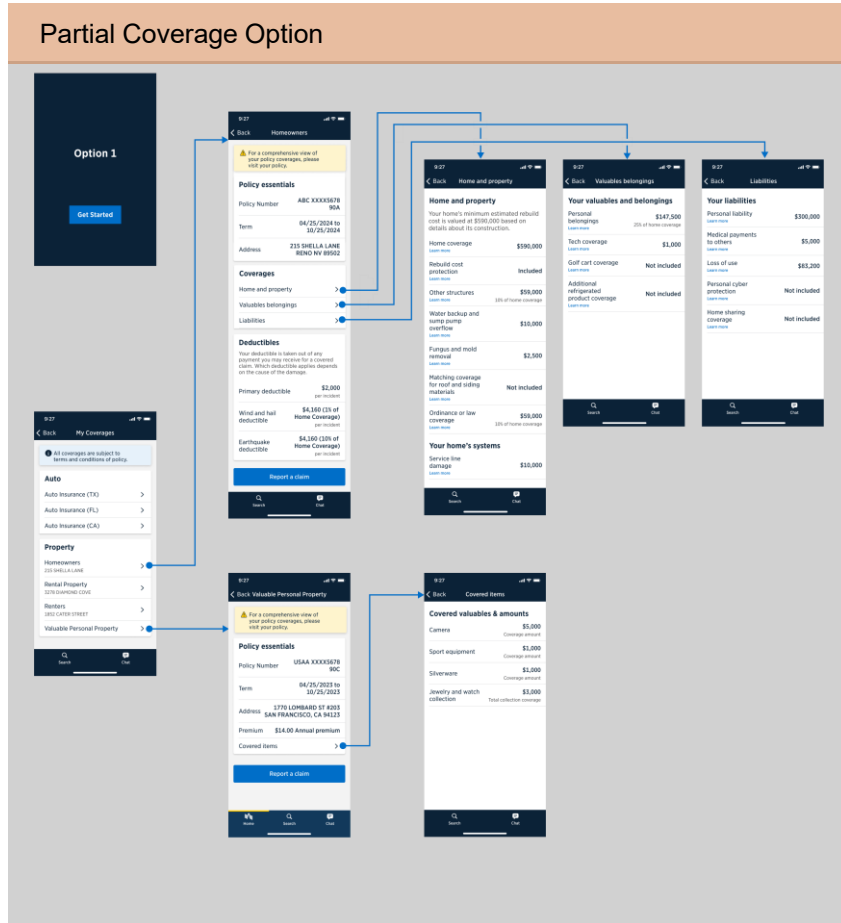 Partial Coverage Option
Option 1
Get Started
9:27
Back My Coverages
All coverages are subject to
terms and conditions of policy.
Auto
Auto Insurance (TX)
Auto Insurance (FL)
Auto Insurance (CA)
Property
Homeowners
215 SHELLA LANE
Rental Property
3278 DIAMOND COVE
Renters
1802 CATER STREET
Valuable Personal Property
Search Chat
9:27
Back Homeowners
For a comprehensive view of
your policy coverages, please
visit your policy.
Policy essentials
Policy Number ABC XXXX5678
90A
Term 04/25/2024 to
10/25/2024
Address 215 SHELLA LANE
RENO NV 89502
Coverages
Home and property
Valuables belongings
Liabilities
Deductibles
Your deductible is taken out of any
payment you may receive for a covered
claim. Which deductible applies depends
on the cause of the damage.
Primary deductible $2,000
per incident
Wind and hail $4,160 (1% of
deductible Home Coverage)
per incident
Earthquake $4,160 (10% of
deductible Home Coverage)
per incident
Report a claim
Search Chat
9:27
Back Home and property
Home and property
Your home's minimum estimated rebuild
cost is valued at $590,000 based on
details about its construction.
Home coverage $590,000
Learn more
Rebuild cost
protection Included
Learn more
Other structures $59,000
Learn more 10% of home coverage
Water backup and
sump pump $10,000
overflow
Learn more
Fungus and mold
removal $2,500
Learn more
Matching coverage
for roof and siding Not included
materials
Learn more
Ordinance or law $59,000
coverage 10% of home coverage
Learn more
Your home's systems
Service line
damage $10,000
Learn more
Search Chat
9:27
Back Valuables belongings
Your valuables and belongings
Personal $147,500
belongings 25% of home coverage
Learn more
Tech coverage $1,000
Learn more
Golf cart coverage Not included
Learn more
Additional
refrigerated Not included
product coverage
Learn more
Search Chat
9:27
Back Liabilities
Your liabilities
Personal liability $300,000
Learn more
Medical payments
to others $5,000
Learn more
Loss of use $63,200
Learn more
Personal cyber
protection Not included
Learn more
Home sharing
coverage Not included
Learn more
Search Chat
9:27
Back Valuable Personal Property
For a comprehensive view of
your policy coverages, please
visit your policy.
Policy essentials
Policy Number USAA XXXX5678
90C
Term 04/25/2023 to
10/25/2023
Address 1770 LOMBARD ST #203
SAN FRANCISCO, CA 94123
Premium $14.00 Annual premium
Covered items
Report a claim
Home Search Chat
9:27
Back Covered items
Covered valuables & amounts
Camera $5,000
Coverage amount
Sport equipment $1,000
Coverage amount
Silverware $1,000
Coverage amount
Jewelry and watch $3,000
collection Total collection coverage
Search Chat